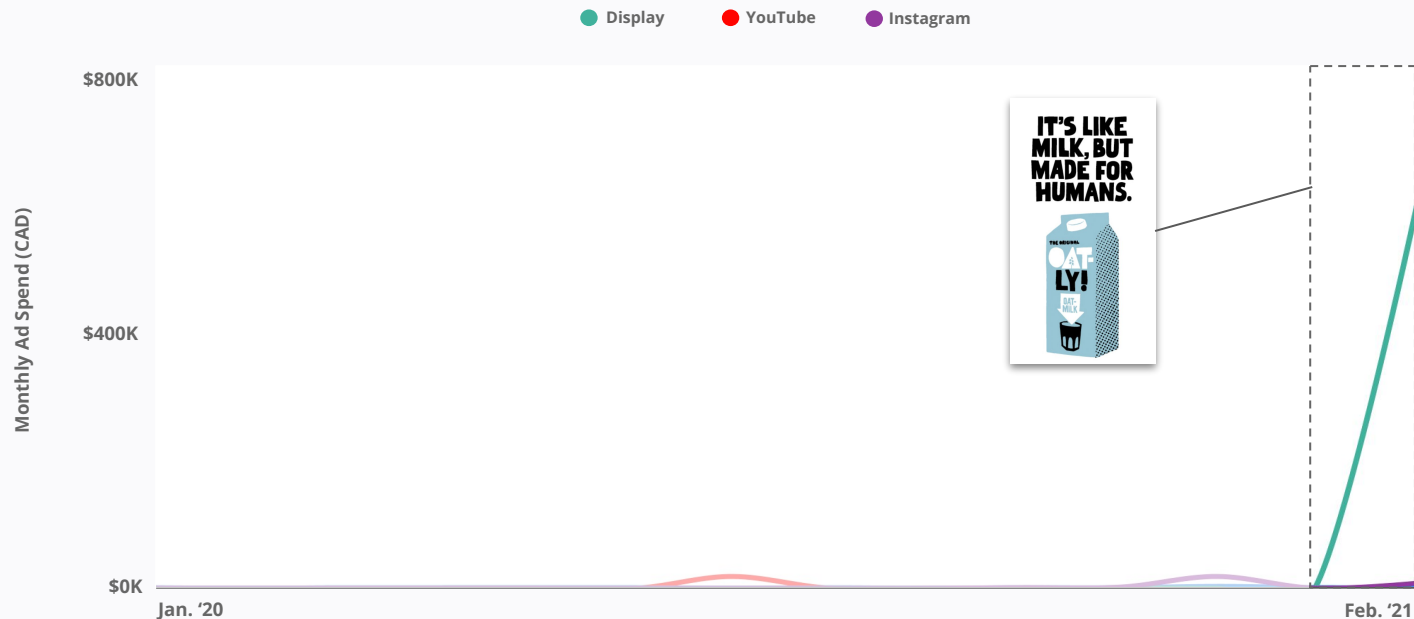 Display
YouTube
Instagram
$800K
$400K
$0K
Monthly Ad Spend (CAD)
IT'S LIKE
MILK, BUT
MADE FOR
HUMANS.
THE ORIGINAL
OAT-
LY!
OAT-
MILK
Jan. ‘20
Feb. ‘21